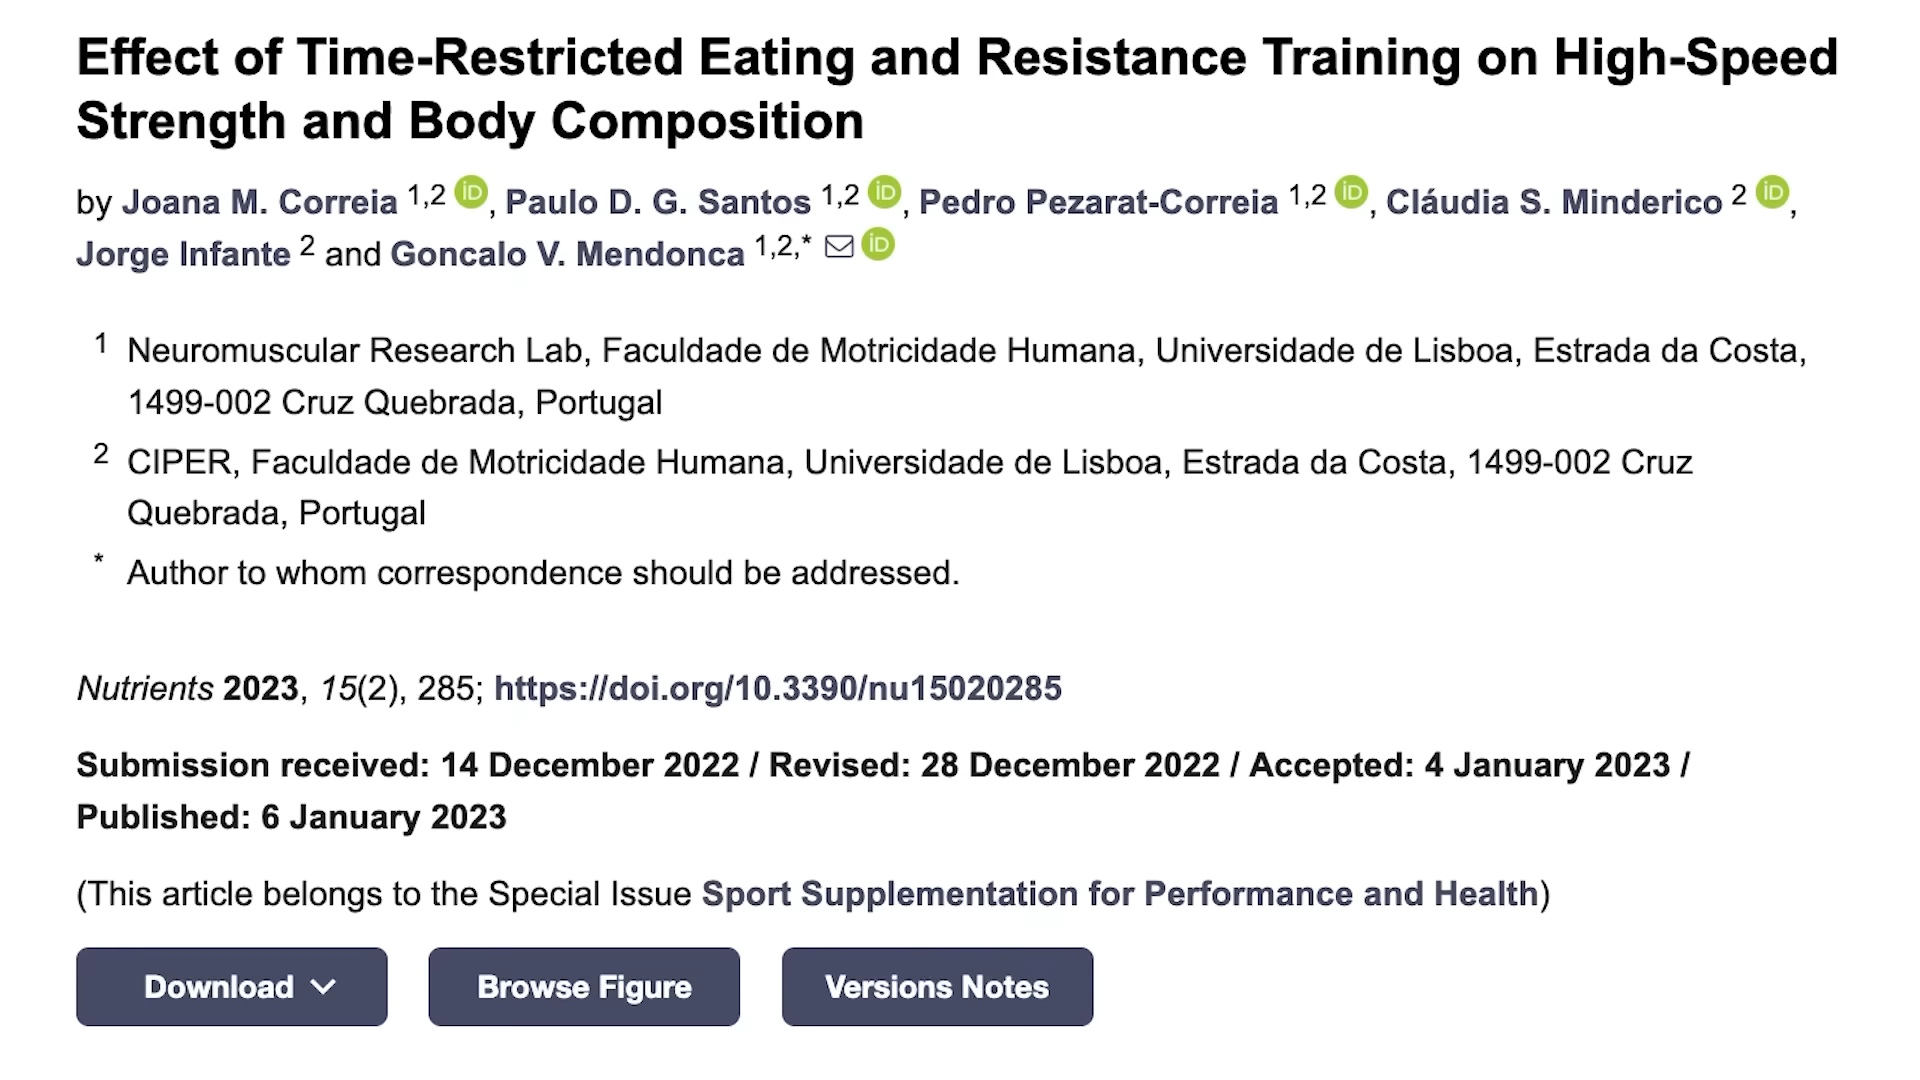 Effect of Time-Restricted Eating and Resistance Training on High-Speed
Strength and Body Composition
by Joana M. Correia 1,2 iD, Paulo D. G. Santos 1,2 iD, Pedro Pezarat-Correia 1,2 iD, Cláudia S. Minderico 2 iD,
Jorge Infante 2 and Goncalo V. Mendonca 1,2,* iD
1 Neuromuscular Research Lab, Faculdade de Motricidade Humana, Universidade de Lisboa, Estrada da Costa,
1499-002 Cruz Quebrada, Portugal
2 CIPER, Faculdade de Motricidade Humana, Universidade de Lisboa, Estrada da Costa, 1499-002 Cruz
Quebrada, Portugal
* Author to whom correspondence should be addressed.
Nutrients 2023, 15(2), 285; https://doi.org/10.3390/nu15020285
Submission received: 14 December 2022 / Revised: 28 December 2022 / Accepted: 4 January 2023 /
Published: 6 January 2023
(This article belongs to the Special Issue Sport Supplementation for Performance and Health)
Download Browse Figure Versions Notes